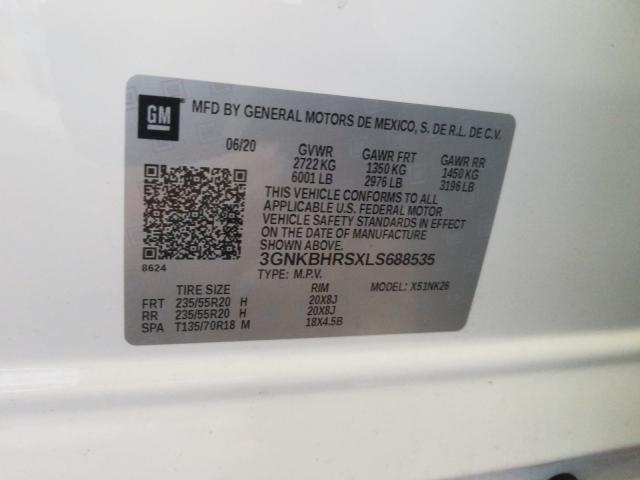 GM
MFD BY GENERAL MOTORS DE MEXICO, S. DE R.L. DE C.V.
06/20 GVWR GAWR FRT GAWR RR
2722 KG 1350 KG 1450 KG
6001 LB 2976 LB 3196 LB
THIS VEHICLE CONFORMS TO ALL
APPLICABLE U.S. FEDERAL MOTOR
VEHICLE SAFETY STANDARDS IN EFFECT
ON THE DATE OF MANUFACTURE
SHOWN ABOVE.
3GNKBHRSXLS688535
8624
TYPE: M.P.V. MODEL: X51NK26
TIRE SIZE RIM
FRT 235/55R20 H 20X8J
RR 235/55R20 H 20X8J
SPA T135/70R18 M 18X4.5B